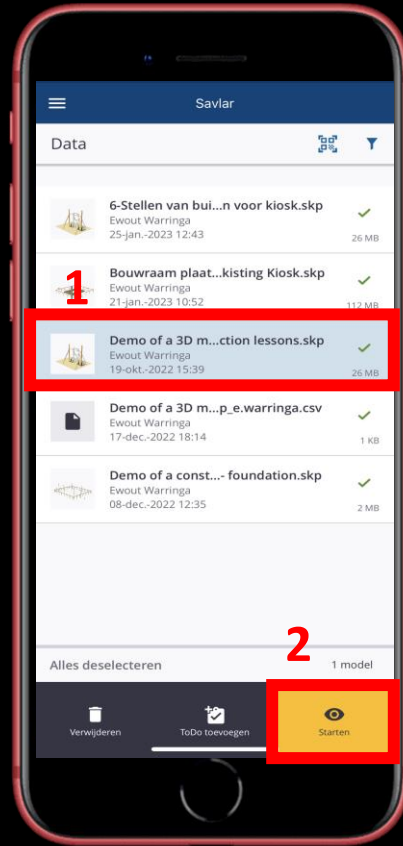 Savlar
Data
6-Stellen van bui...n voor kiosk.skp
Ewout Warringa
25-jan.-2023 12:43
26 MB
1
Bouwraam plaat...kisting Kiosk.skp
Ewout Warringa
21-jan.-2023 10:52
112 MB
Demo of a 3D m...ction lessons.skp
Ewout Warringa
19-okt.-2022 15:39
26 MB
Demo of a 3D m...p_e.warringa.csv
Ewout Warringa
17-dec.-2022 18:14
1 KB
Demo of a const...- foundation.skp
Ewout Warringa
08-dec.-2022 12:35
2 MB
2
Alles deselecteren
1 model
Verwijderen
ToDo toevoegen
Starten